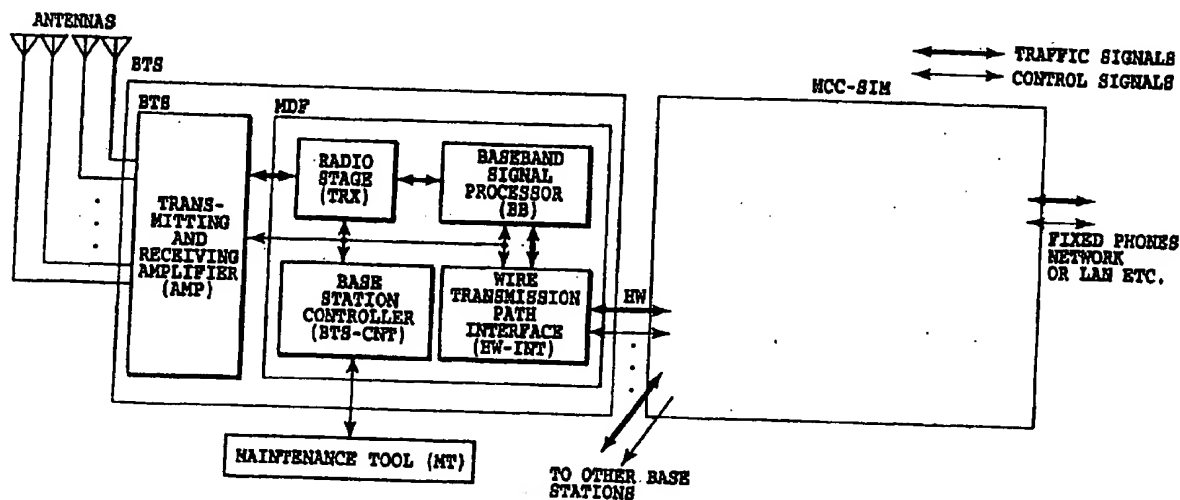 ANTENNAS
BTS
TRAFFIC SIGNALS
CONTROL SIGNALS
MCC-SIM
BTS
MDF
RADIO
STAGE
(TRX)
BASEBAND
SIGNAL
PROCESSOR
(BB)
TRANS-
MITTING
AND
RECEIVING
AMPLIFIER
(AMP)
BASE
STATION
CONTROLLER
(BTS-CNT)
WIRE
TRANSMISSION
PATH
INTERFACE
(HW-INT)
HW
FIXED PHONES
NETWORK
OR LAN ETC.
MAINTENANCE TOOL (MT)
TO OTHER BASE
STATIONS